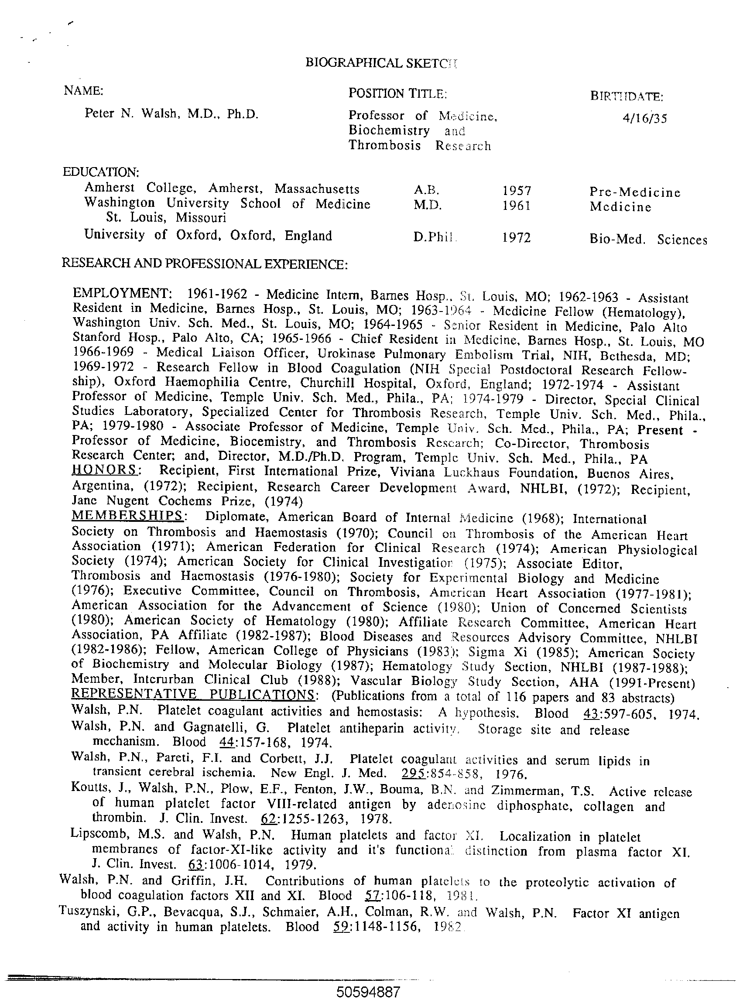 BIOGRAPHICAL SKETCH
NAME: POSITION TITLE: BIRTHDATE:
Peter N. Walsh, M.D., Ph.D. Professor of Medicine, 4/16/35
Biochemistry and
Thrombosis Research
EDUCATION:
Amherst College, Amherst, Massachusetts A.B. 1957 Pre-Medicine
Washington University School of Medicine M.D. 1961 Medicine
St. Louis, Missouri
University of Oxford, Oxford, England D.Phil. 1972 Bio-Med. Sciences
RESEARCH AND PROFESSIONAL EXPERIENCE:
EMPLOYMENT: 1961-1962 - Medicine Intern, Barnes Hosp., St. Louis, MO; 1962-1963 - Assistant
Resident in Medicine, Barnes Hosp., St. Louis, MO; 1963-1964 - Medicine Fellow (Hematology),
Washington Univ. Sch. Med., St. Louis, MO; 1964-1965 - Senior Resident in Medicine, Palo Alto
Stanford Hosp., Palo Alto, CA; 1965-1966 - Chief Resident in Medicine, Barnes Hosp., St. Louis, MO
1966-1969 - Medical Liaison Officer, Urokinase Pulmonary Embolism Trial, NIH, Bethesda, MD;
1969-1972 - Research Fellow in Blood Coagulation (NIH Special Postdoctoral Research Fellow-
ship), Oxford Haemophilia Centre, Churchill Hospital, Oxford, England; 1972-1974 - Assistant
Professor of Medicine, Temple Univ. Sch. Med., Phila., PA; 1974-1979 - Director, Special Clinical
Studies Laboratory, Specialized Center for Thrombosis Research, Temple Univ. Sch. Med., Phila.,
PA; 1979-1980 - Associate Professor of Medicine, Temple Univ. Sch. Med., Phila., PA; Present -
Professor of Medicine, Biocemistry, and Thrombosis Research; Co-Director, Thrombosis
Research Center; and, Director, M.D./Ph.D. Program, Temple Univ. Sch. Med., Phila., PA
HONORS: Recipient, First International Prize, Viviana Luckhaus Foundation, Buenos Aires,
Argentina, (1972); Recipient, Research Career Development Award, NHLBI, (1972); Recipient,
Jane Nugent Cochems Prize, (1974)
MEMBERSHIPS: Diplomate, American Board of Internal Medicine (1968); International
Society on Thrombosis and Haemostasis (1970); Council on Thrombosis of the American Heart
Association (1971); American Federation for Clinical Research (1974); American Physiological
Society (1974); American Society for Clinical Investigation (1975); Associate Editor,
Thrombosis and Haemostasis (1976-1980); Society for Experimental Biology and Medicine
(1976); Executive Committee, Council on Thrombosis, American Heart Association (1977-1981);
American Association for the Advancement of Science (1980); Union of Concerned Scientists
(1980); American Society of Hematology (1980); Affiliate Research Committee, American Heart
Association, PA Affiliate (1982-1987); Blood Diseases and Resources Advisory Committee, NHLBI
(1982-1986); Fellow, American College of Physicians (1983); Sigma Xi (1985); American Society
of Biochemistry and Molecular Biology (1987); Hematology Study Section, NHLBI (1987-1988);
Member, Interurban Clinical Club (1988); Vascular Biology Study Section, AHA (1991-Present)
REPRESENTATIVE PUBLICATIONS: (Publications from a total of 116 papers and 83 abstracts)
Walsh, P.N. Platelet coagulant activities and hemostasis: A hypothesis. Blood 43:597-605, 1974.
Walsh, P.N. and Gagnatelli, G. Platelet antiheparin activity. Storage site and release
mechanism. Blood 44:157-168, 1974.
Walsh, P.N., Pareti, F.I. and Corbett, J.J. Platelet coagulant activities and serum lipids in
transient cerebral ischemia. New Engl. J. Med. 295:854-858, 1976.
Koutts, J., Walsh, P.N., Plow, E.F., Fenton, J.W., Bouma, B.N. and Zimmerman, T.S. Active release
of human platelet factor VIII-related antigen by adenosine diphosphate, collagen and
thrombin. J. Clin. Invest. 62:1255-1263, 1978.
Lipscomb, M.S. and Walsh, P.N. Human platelets and factor XI. Localization in platelet
membranes of factor-XI-like activity and it's functional distinction from plasma factor XI.
J. Clin. Invest. 63:1006-1014, 1979.
Walsh, P.N. and Griffin, J.H. Contributions of human platelets to the proteolytic activation of
blood coagulation factors XII and XI. Blood 57:106-118, 1981.
Tuszynski, G.P., Bevacqua, S.J., Schmaier, A.H., Colman, R.W. and Walsh, P.N. Factor XI antigen
and activity in human platelets. Blood 59:1148-1156, 1982.
50594887